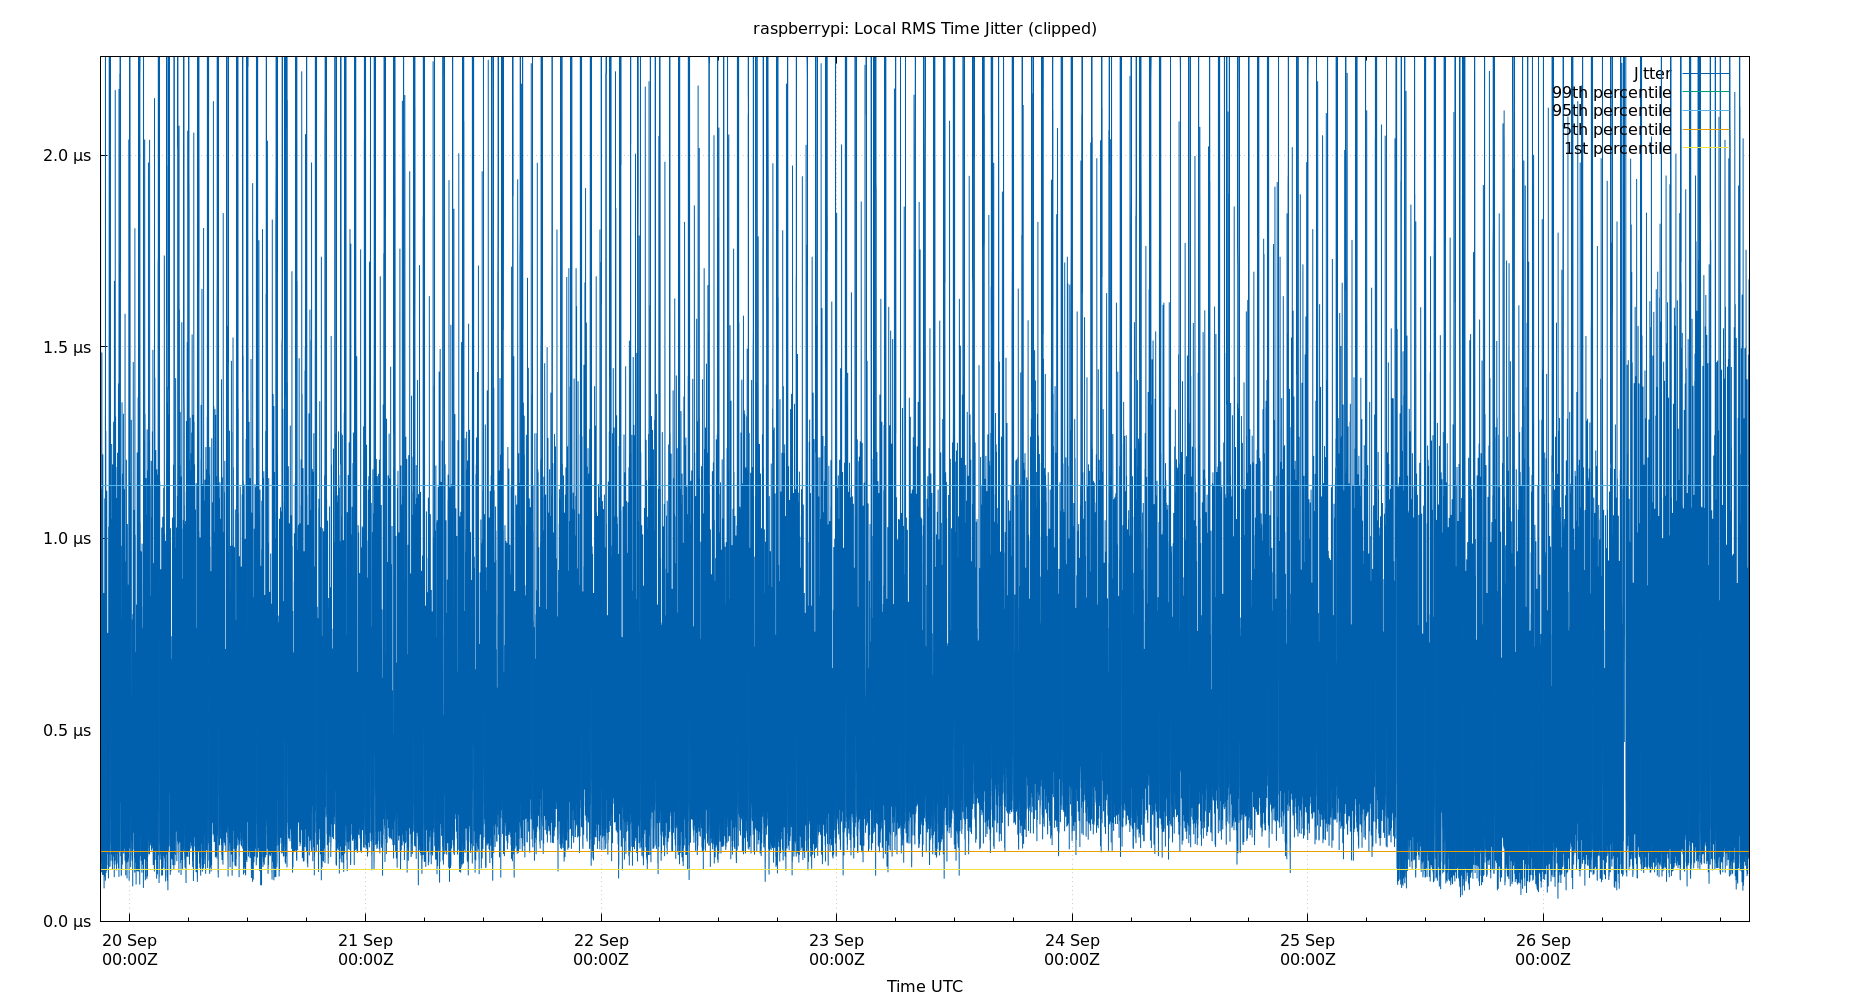 raspberrypi: Local RMS Time Jitter (clipped)
Jitter
99th percentile
95th percentile
5th percentile
1st percentile
2.0 μs
1.5 μs
1.0 μs
0.5 μs
0.0 μs
20 Sep 21 Sep 22 Sep 23 Sep 24 Sep 25 Sep 26 Sep
00:00Z 00:00Z 00:00Z 00:00Z 00:00Z 00:00Z 00:00Z
Time UTC